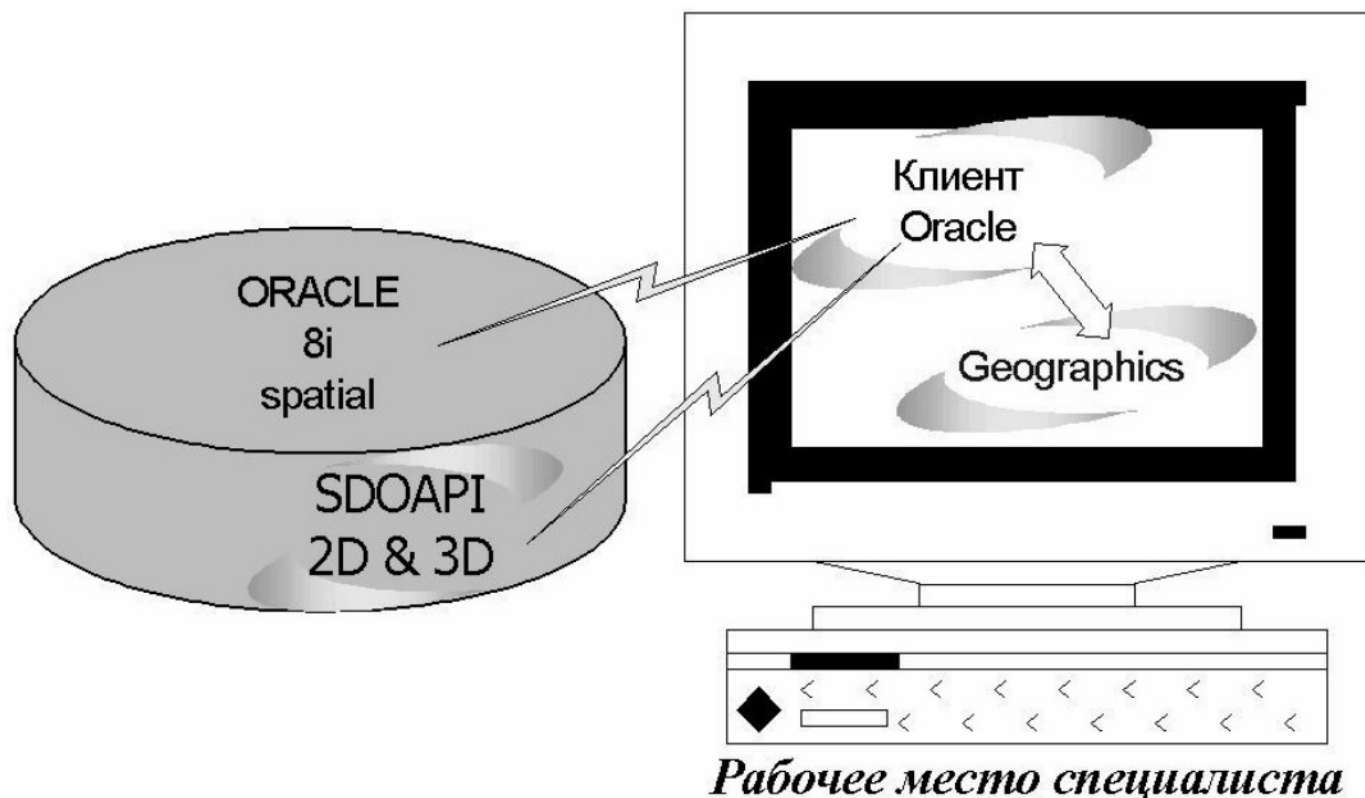 ORACLE
8i
spatial
SDOAPI
2D & 3D
Клиент
Oracle
Geographics
Рабочее место специалиста